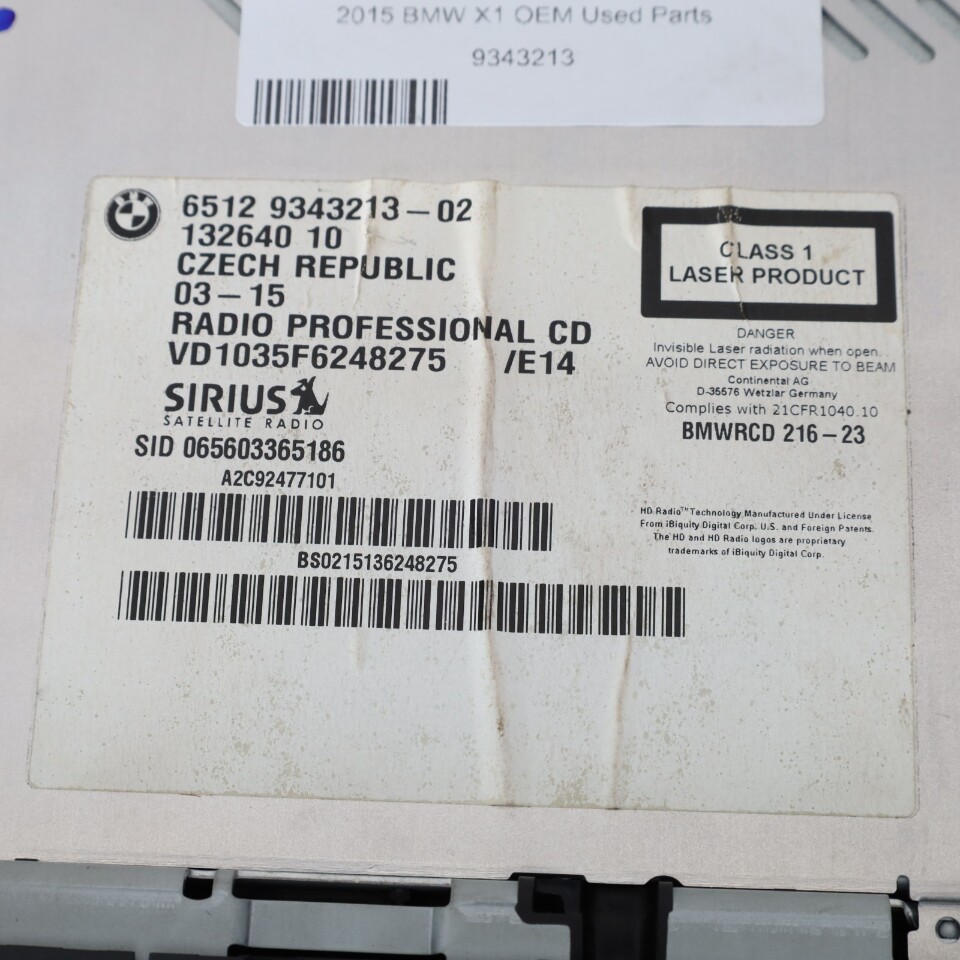 2015 BMW X1 OEM Used Parts
9343213
6512 9343213-02
132640 10
CZECH REPUBLIC
03-15
RADIO PROFESSIONAL CD
VD1035F6248275 /E14
SIRIUS
SATELLITE RADIO
SID 065603365186
A2C92477101
BS0215136248275
CLASS 1
LASER PRODUCT
DANGER
Invisible Laser radiation when open.
AVOID DIRECT EXPOSURE TO BEAM
Continental AG
D-35576 Wetzlar Germany
Complies with 21CFR1040.10
BMWRCD 216-23
HD Radio™ Technology Manufactured Under License
From iBiquity Digital Corp. U.S. and Foreign Patents.
The HD and HD Radio logos are proprietary
trademarks of iBiquity Digital Corp.